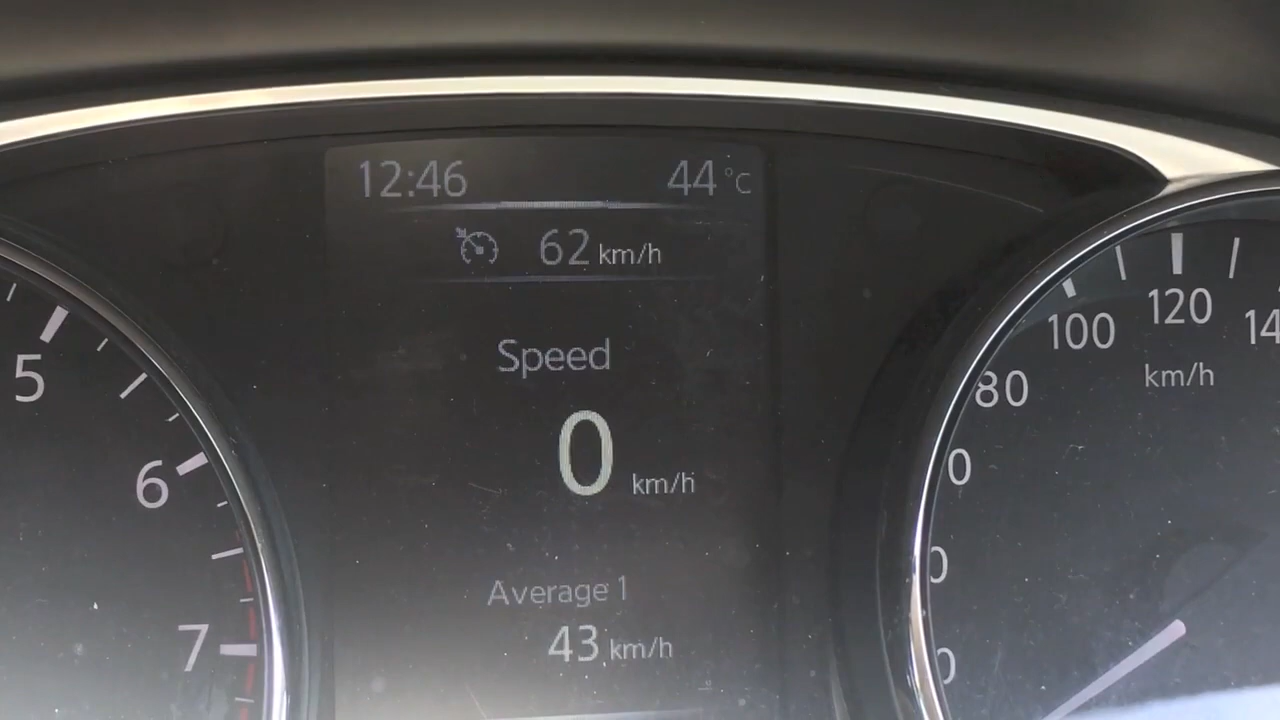 12:46 44°C
62 km/h
Speed
0 km/h
Average 1
43 km/h
5
6
7
80
100
120
km/h